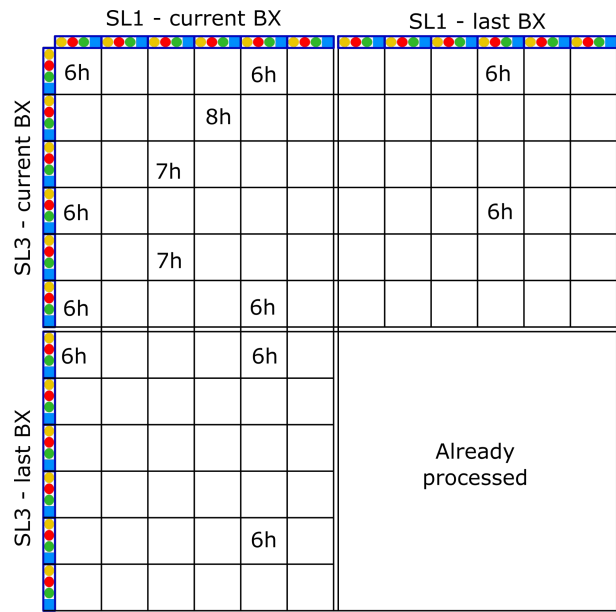 SL1 - current BX
SL1 - last BX
SL3 - current BX
6h 6h 6h
8h
7h
6h 6h
7h
6h 6h
SL3 - last BX
6h 6h
Already
processed
6h